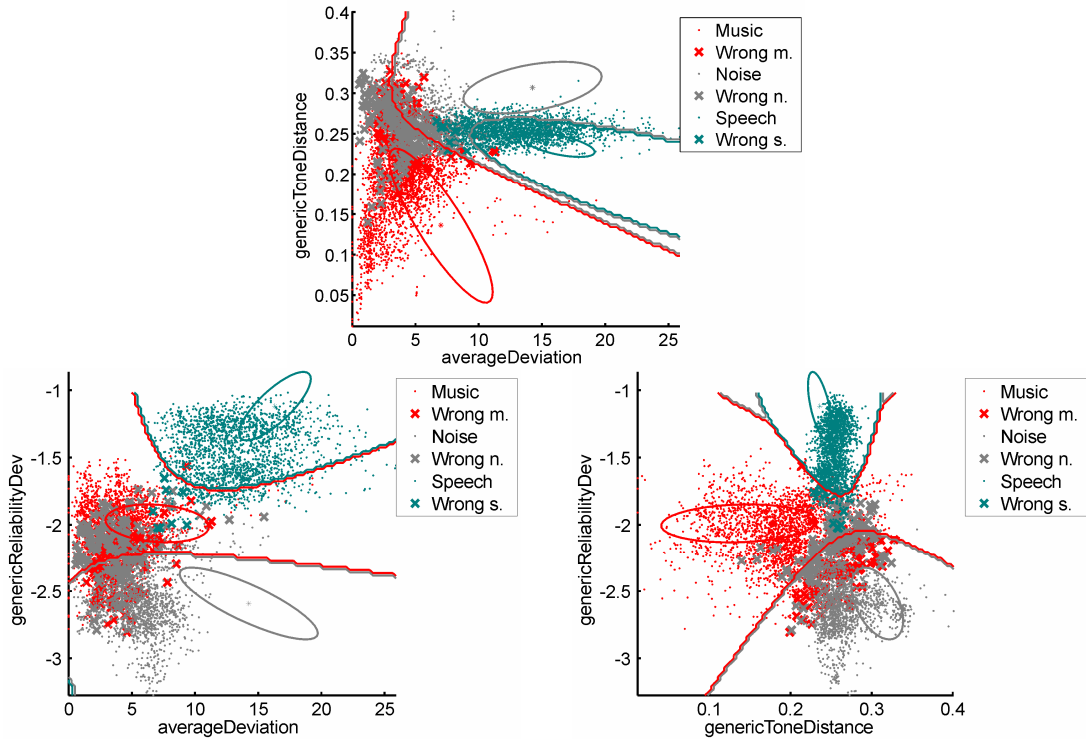 0.4
0.35
0.3
0.25
0.2
0.15
0.1
0.05
genericToneDistance
0 5 10 15 20 25
averageDeviation
Music
Wrong m.
Noise
Wrong n.
Speech
Wrong s.
-1
-1.5
-2
-2.5
-3
genericReliabilityDev
0 5 10 15 20 25
averageDeviation
Music
Wrong m.
Noise
Wrong n.
Speech
Wrong s.
-1
-1.5
-2
-2.5
-3
genericReliabilityDev
0.1 0.2 0.3 0.4
genericToneDistance
Music
Wrong m.
Noise
Wrong n.
Speech
Wrong s.